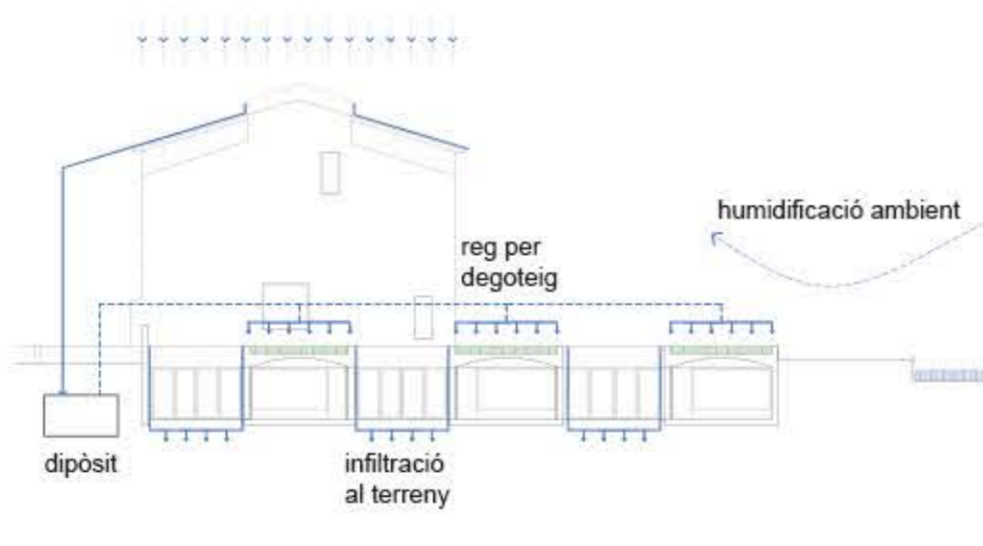 humidificació ambient
reg per
degoteig
dipòsit
infiltració
al terreny